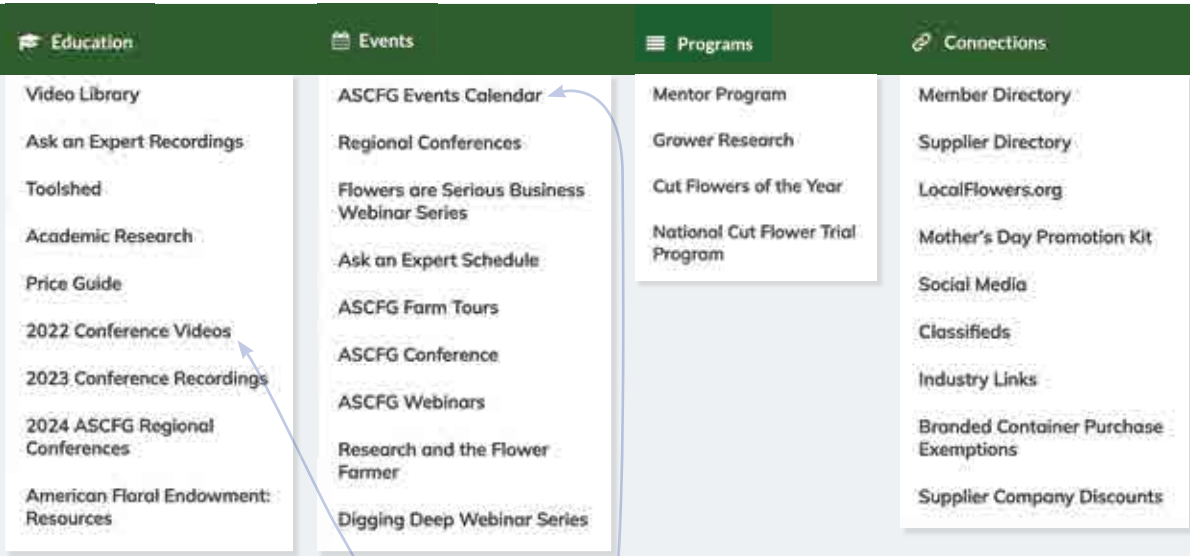 Education
Video Library
Ask an Expert Recordings
Toolshed
Academic Research
Price Guide
2022 Conference Videos
2023 Conference Recordings
2024 ASCFG Regional
Conferences
American Floral Endowment:
Resources
Events
ASCFG Events Calendar
Regional Conferences
Flowers are Serious Business
Webinar Series
Ask an Expert Schedule
ASCFG Farm Tours
ASCFG Conference
ASCFG Webinars
Research and the Flower
Farmer
Digging Deep Webinar Series
Programs
Mentor Program
Grower Research
Cut Flowers of the Year
National Cut Flower Trial
Program
Connections
Member Directory
Supplier Directory
LocalFlowers.org
Mother's Day Promotion Kit
Social Media
Classifieds
Industry Links
Branded Container Purchase
Exemptions
Supplier Company Discounts